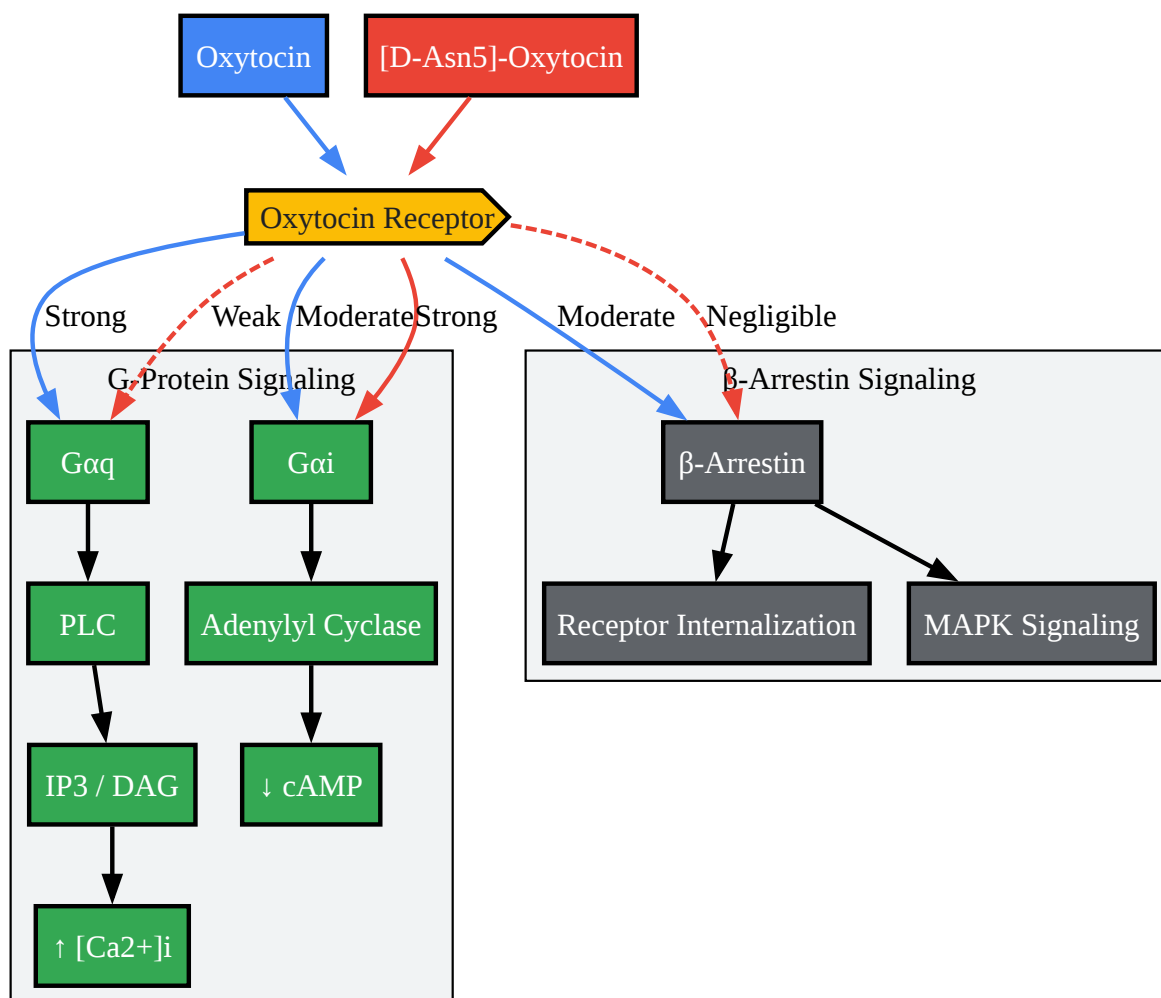 Oxytocin
[D-Asn5]-Oxytocin
Oxytocin Receptor
Strong
Weak
Moderate
Strong
Moderate
Negligible
G-Protein Signaling
β-Arrestin Signaling
Gαq
Gαi
β-Arrestin
PLC
Adenylyl Cyclase
Receptor Internalization
MAPK Signaling
IP3 / DAG
↓ cAMP
↑ [Ca2+]i